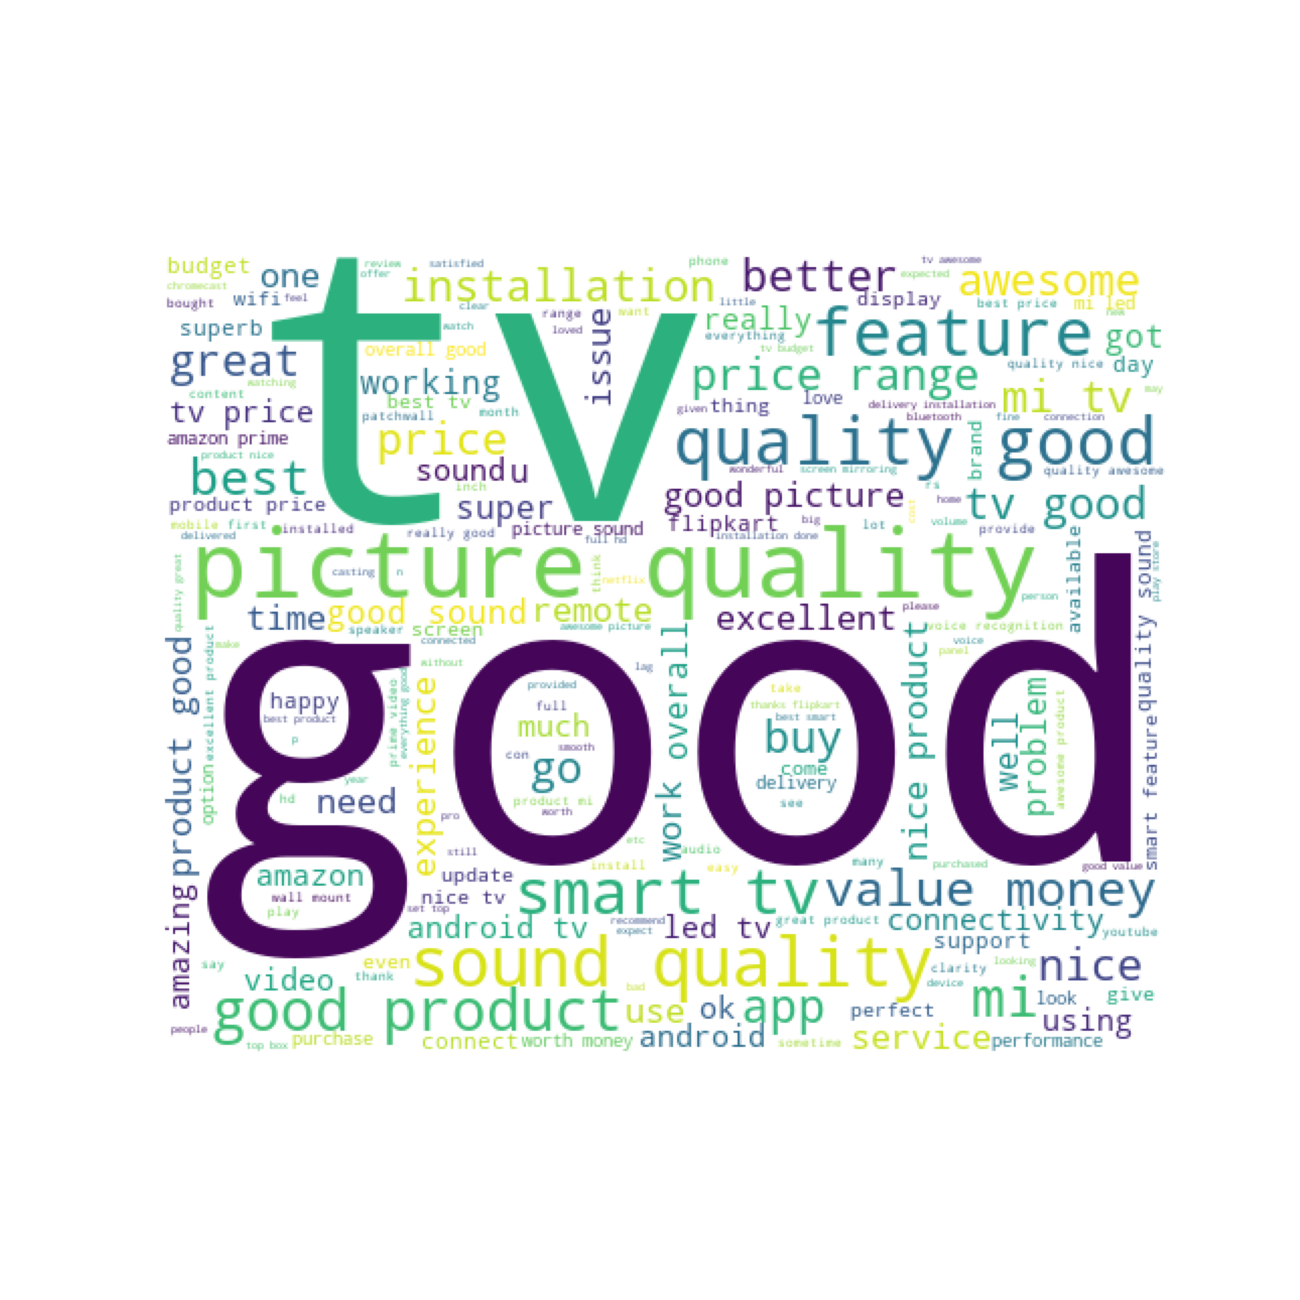 budget
one
review
offer
satisfied
phone
tv awesome
chromecast
wifi
feel
installation
better
expected
awesome
bought
clear
little
display
best price
mi led
superb
tv
range
want
really
feature
new
got
watch
loved
everything
issue
great
overall good
tv budget
quality nice
day
content
watching
working
price range
mi tv
may
best tv
love
tv price
patchwall
month
given
thing
delivery installation
bluetooth
fine
connection
amazon prime
price
quality good
brand
product nice
best
sound
u
wonderful
screen mirroring
quality awesome
inch
good picture
rs
home
tv good
product price
super
cost
mobile
first
installed
really good
picture sound
flipkart
big
lot
volume
provide
delivered
full hd
installation done
available
quality sound
play store
picture quality
quality great
casting
n
think
netflix
person
time
good sound
remote
excellent
please
awesome picture
speaker
screen
connected
voice recognition
voice
panel
make
good
without
lag
product good
excellent product
happy
best product
p
prime video
everything good
experience
provided
full
much
con
smooth
go
work overall
take
thanks flipkart
best smart
buy
come
delivery
see
nice product
well
problem
awesome product
smart feature
option
year
hd
need
product mi
worth
pro
still
etc
audio
many
purchased
good value
amazon
update
install
easy
wall mount
nice tv
smart tv
value money
amazing
play
set top
android tv
recommend
expect
led tv
great product
connectivity
youtube
say
even
sound quality
support
looking
nice
video
thank
clarity
device
bad
good product
use
ok
app
perfect
mi
look
give
using
people
top box
purchase
connect
worth money
android
sometime
service
performance